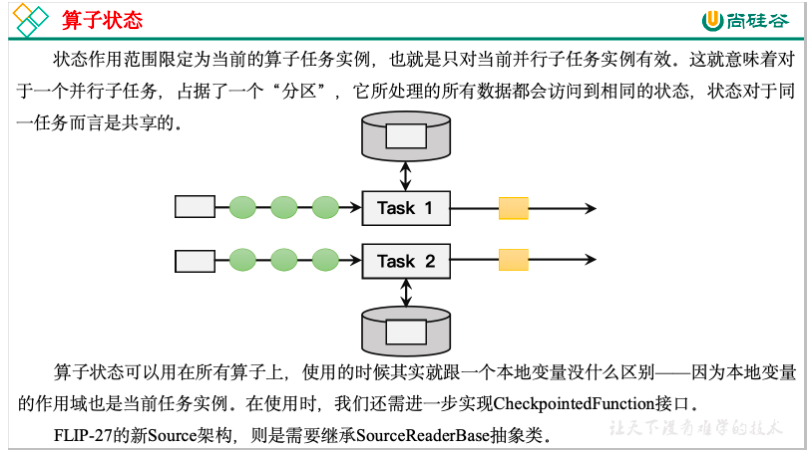 算子状态
尚硅谷
状态作用范围限定为当前的算子任务实例，也就是只对当前并行子任务实例有效。这就意味着对
于一个并行子任务，占据了一个“分区”，它所处理的所有数据都会访问到相同的状态，状态对于同
一任务而言是共享的。
Task 1
Task 2
算子状态可以用在所有算子上，使用的时候其实就跟一个本地变量没什么区别——因为本地变量
的作用域也是当前任务实例。在使用时，我们还需进一步实现CheckpointedFunction接口。
FLIP-27的新Source架构，则是需要继承SourceReaderBase抽象类。
让天下没有难学的技术